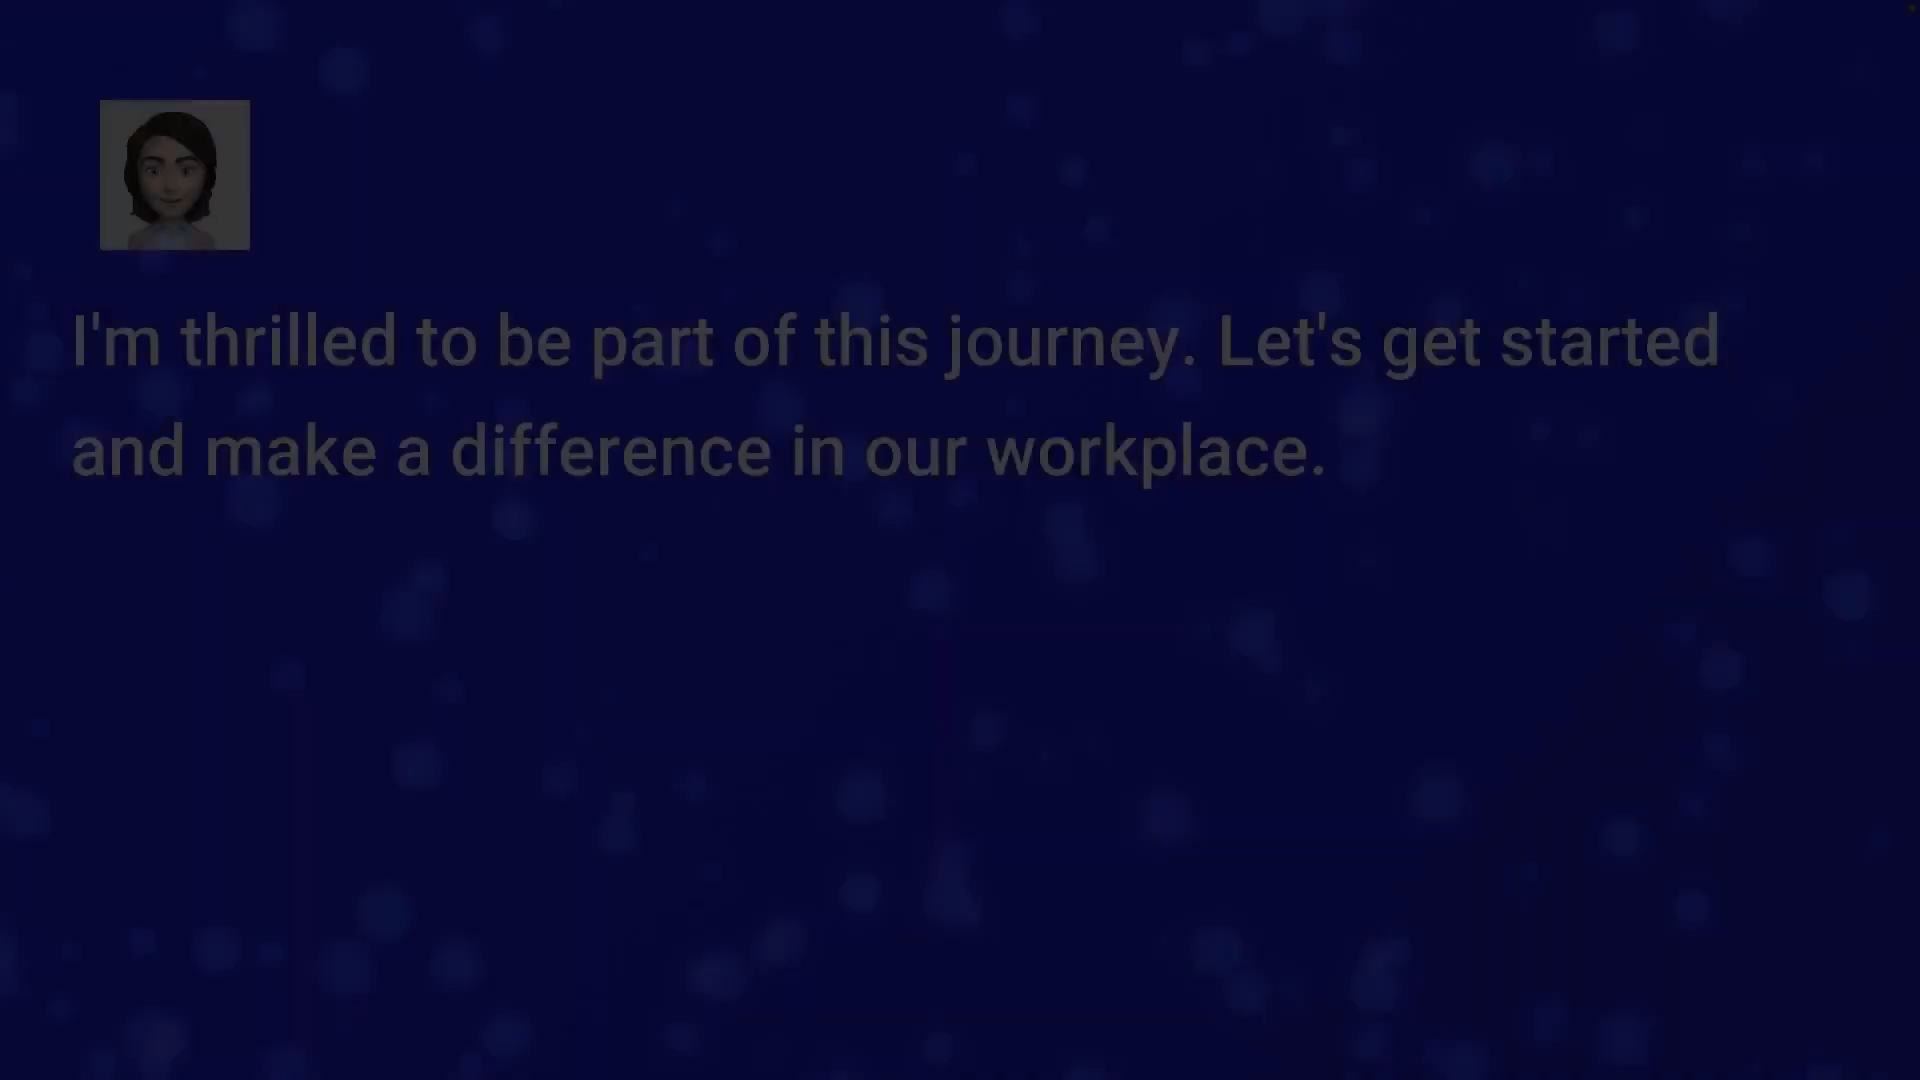 I'm thrilled to be part of this journey. Let's get started
and make a difference in our workplace.